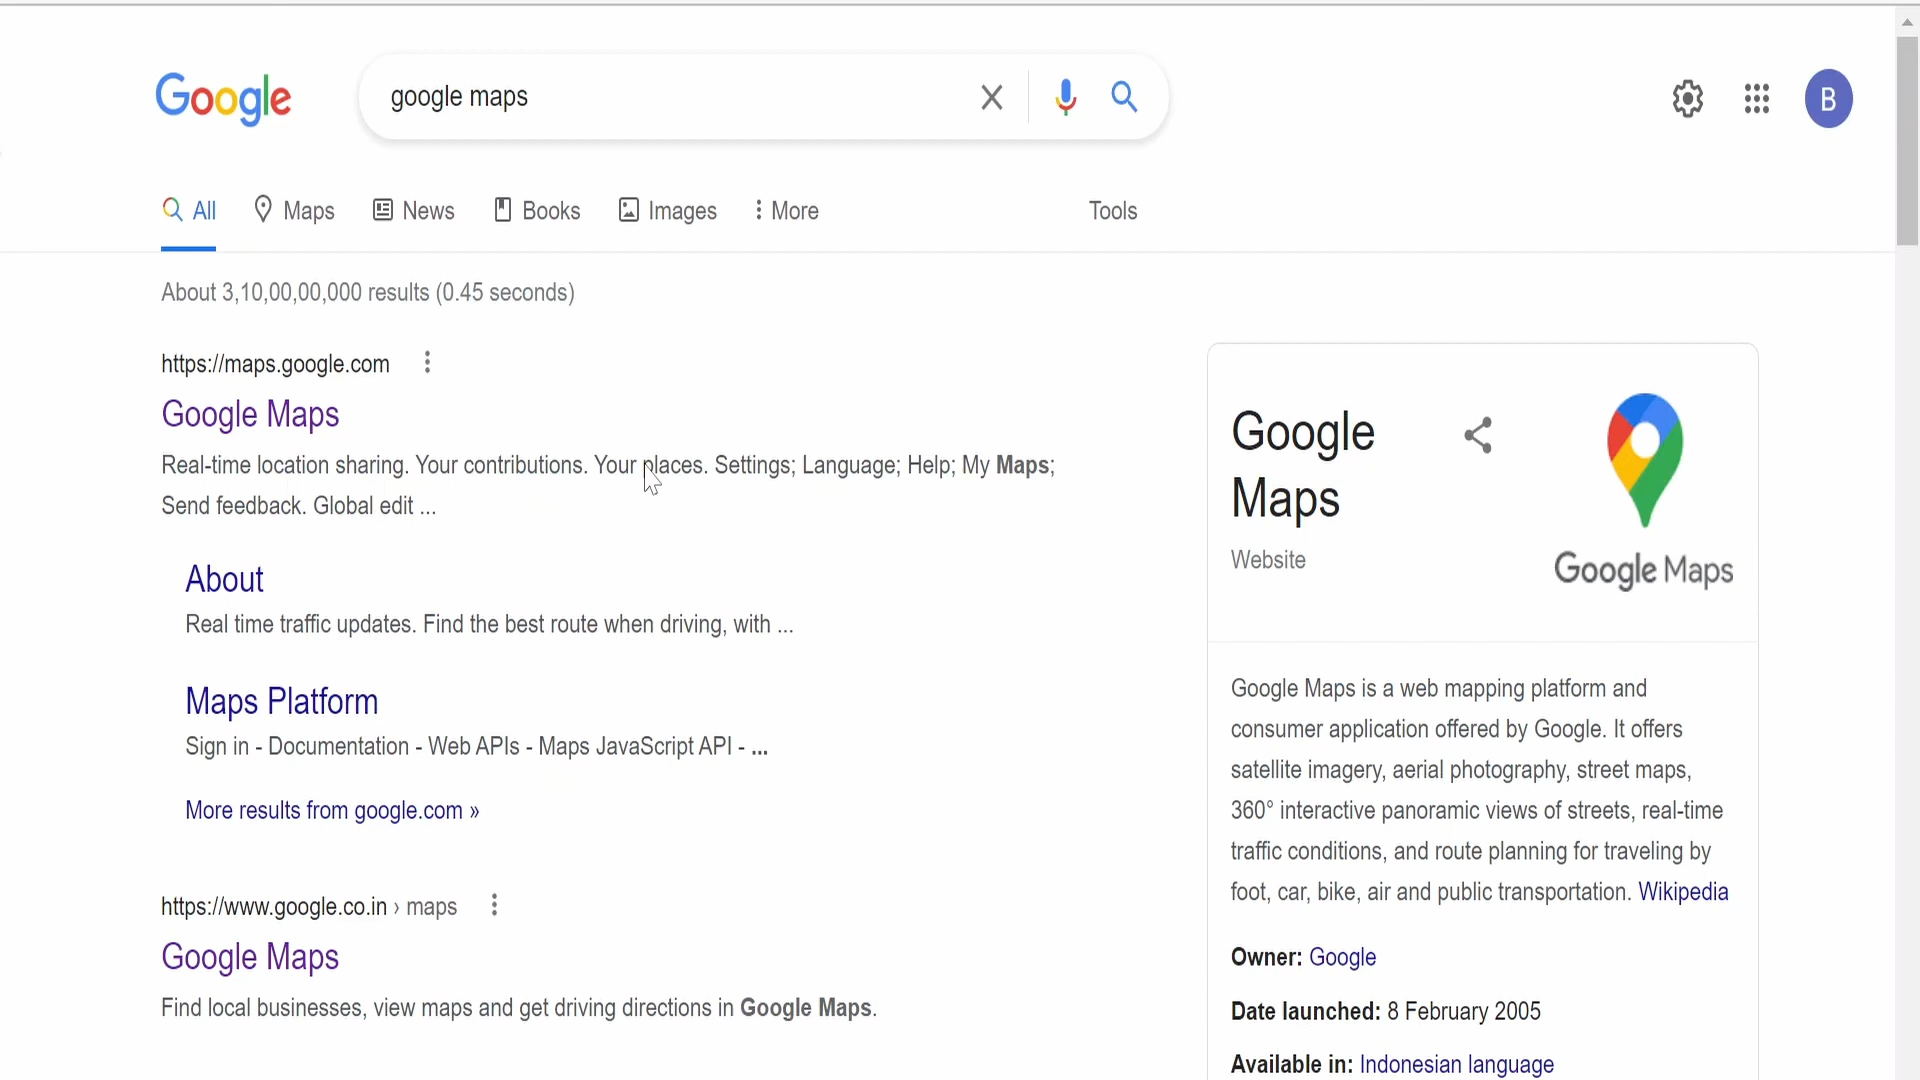 Google
google maps
B
All
Maps
News
Books
Images
More
Tools
About 3,10,00,00,000 results (0.45 seconds)
https://maps.google.com
Google Maps
Real-time location sharing. Your contributions. Your places. Settings; Language; Help; My Maps;
Send feedback. Global edit ...
About
Real time traffic updates. Find the best route when driving, with ...
Maps Platform
Sign in - Documentation - Web APIs - Maps JavaScript API - ...
More results from google.com »
https://www.google.co.in › maps
Google Maps
Find local businesses, view maps and get driving directions in Google Maps.
Google
Maps
Website
Google Maps
Google Maps is a web mapping platform and
consumer application offered by Google. It offers
satellite imagery, aerial photography, street maps,
360° interactive panoramic views of streets, real-time
traffic conditions, and route planning for traveling by
foot, car, bike, air and public transportation. Wikipedia
Owner: Google
Date launched: 8 February 2005
Available in: Indonesian language